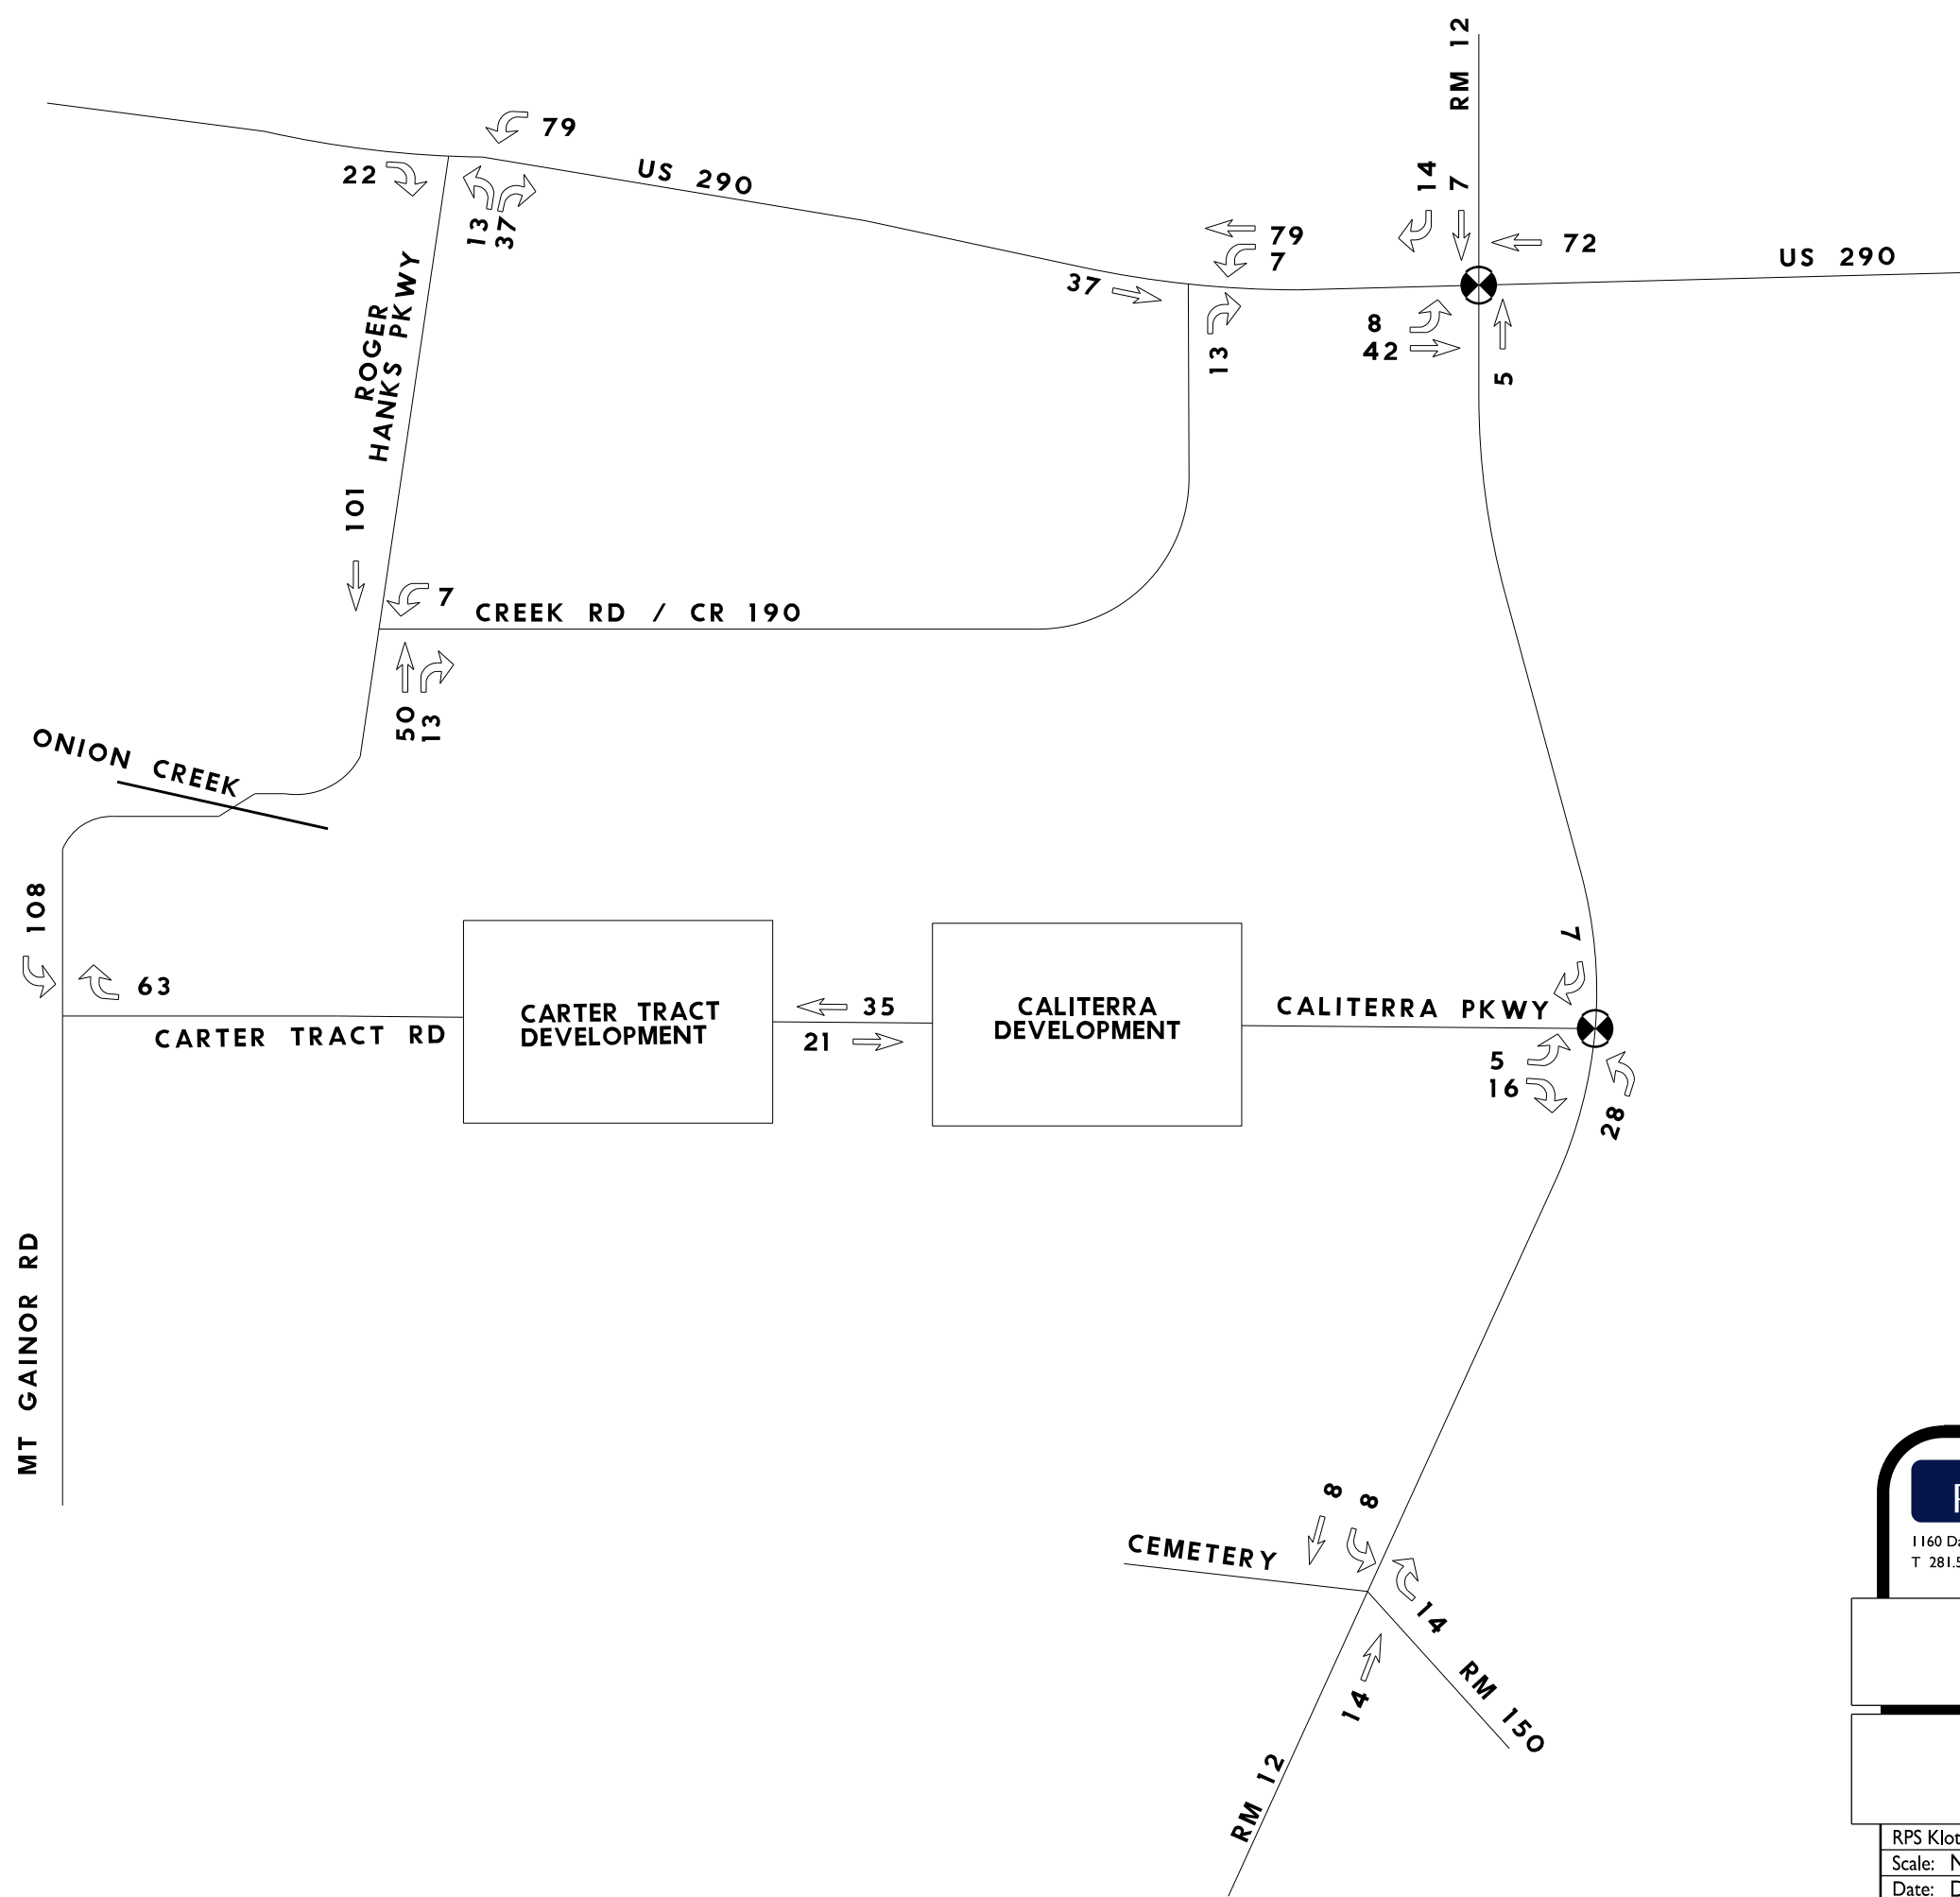 RM 12
79
22
US 290
13
37
14
7
79
7
72
US 290
37
8
42
13
5
ROGER
HANKS PKWY
101
7
CREEK RD / CR 190
50
13
ONION CREEK
108
63
CARTER TRACT RD
CARTER TRACT
DEVELOPMENT
35
21
CALITERRA
DEVELOPMENT
CALITERRA PKWY
7
5
16
28
MT GAINOR RD
8
8
CEMETERY
14
14
RM 150
RM 12
1160
T 281.5
RPS
Scale:
Date: